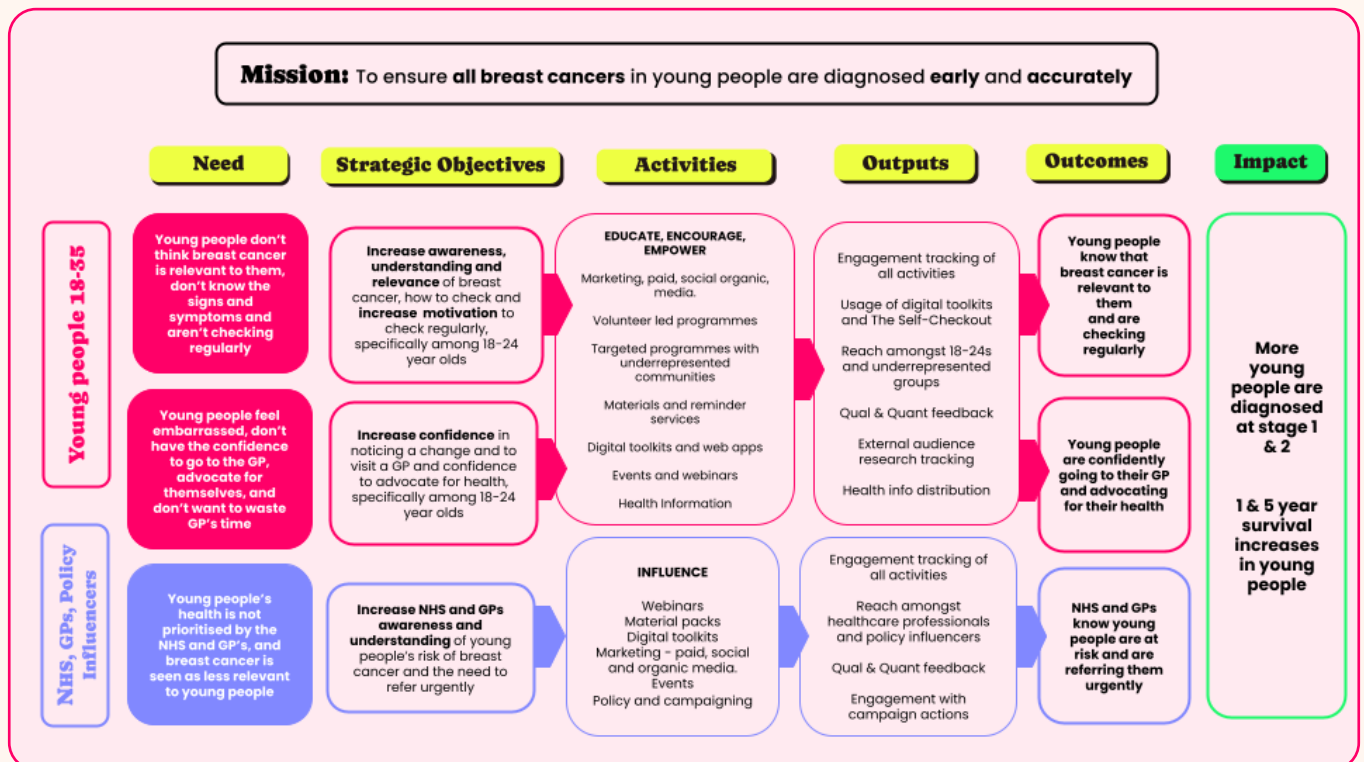 Mission: To ensure all breast cancers in young people are diagnosed early and accurately
Need
Strategic Objectives
Activities
Outputs
Outcomes
Impact
Young people 18-35
Young people don't
think breast cancer
is relevant to them,
don't know the
signs and
symptoms and
aren't checking
regularly
Young people feel
embarrassed, don't
have the confidence
to go to the GP,
advocate for
themselves, and
don't want to waste
GP's time
Increase awareness,
understanding and
relevance of breast
cancer, how to check and
increase motivation to
check regularly,
specifically among 18-24
year olds
Increase confidence in
noticing a change and to
visit a GP and confidence
to advocate for health,
specifically among 18-24
year olds
EDUCATE, ENCOURAGE,
EMPOWER
Marketing, paid, social organic,
media.
Volunteer led programmes
Targeted programmes with
underrepresented
communities
Materials and reminder
services
Digital toolkits and web apps
Events and webinars
Health Information
Engagement tracking of
all activities
Usage of digital toolkits
and The Self-Checkout
Reach amongst 18-24s
and underrepresented
groups
Qual & Quant feedback
External audience
research tracking
Health info distribution
Young people
know that
breast cancer is
relevant to
them
and are
checking
regularly
Young people
are confidently
going to their GP
and advocating
for their health
NHS, GPs, Policy
Influencers
Young people's
health is not
prioritised by the
NHS and GP's, and
breast cancer is
seen as less relevant
to young people
Increase NHS and GPs
awareness and
understanding of young
people's risk of breast
cancer and the need to
refer urgently
INFLUENCE
Webinars
Material packs
Digital toolkits
Marketing - paid, social
and organic media.
Events
Policy and campaigning
Engagement tracking of
all activities
Reach amongst
healthcare professionals
and policy influencers
Qual & Quant feedback
Engagement with
campaign actions
NHS and GPs
know young
people are at
risk and are
referring them
urgently
More
young
people are
diagnosed
at stage 1
& 2
1 & 5 year
survival
increases
in young
people